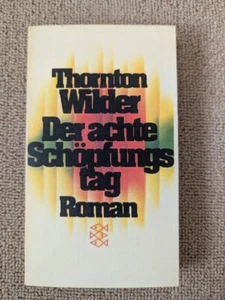 Thornton
Wilder
Der achte
Schöpfungs
tag
Roman